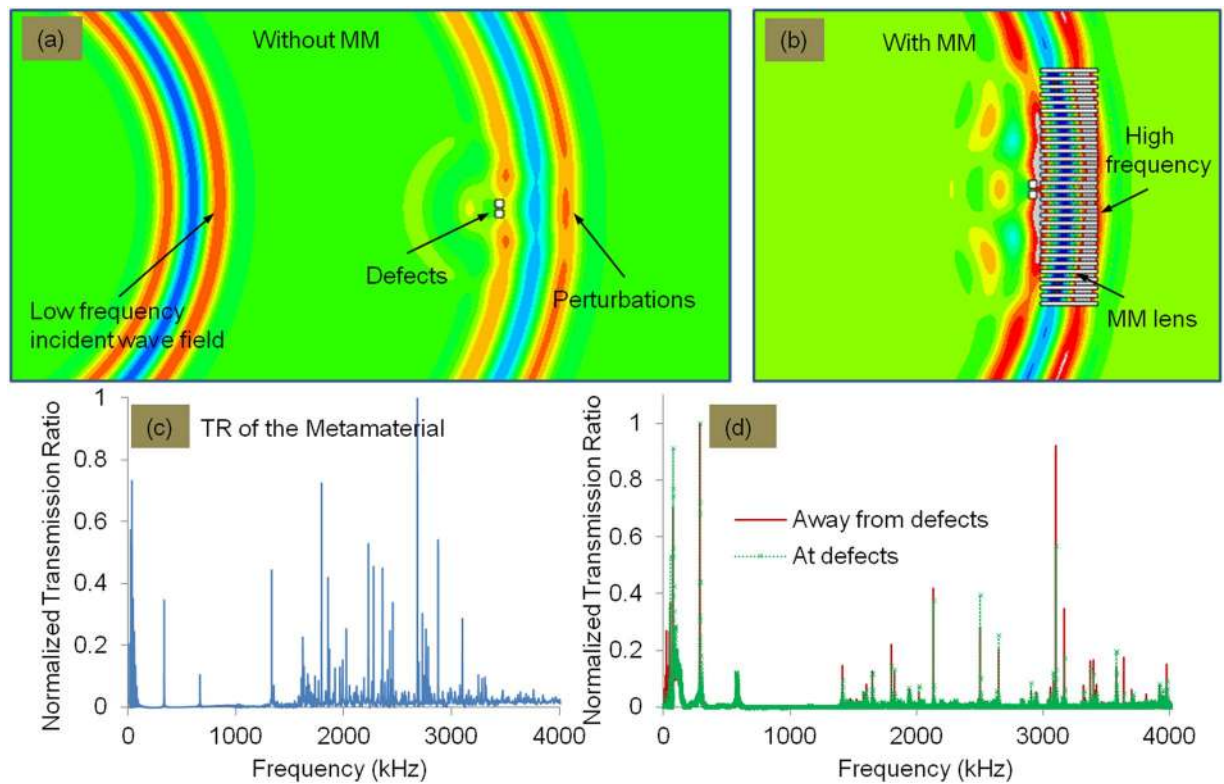 (a)
Without MM
Defects
Perturbations
Low frequency
incident wave field
(b)
With MM
High
frequency
MM lens
(c)
TR of the Metamaterial
Normalized Transmission Ratio
1
0.8
0.6
0.4
0.2
0
0
1000
2000
3000
4000
Frequency (kHz)
(d)
Normalized Transmission Ratio
1
0.8
0.6
0.4
0.2
0
Away from defects
At defects
0
1000
2000
3000
4000
Frequency (kHz)